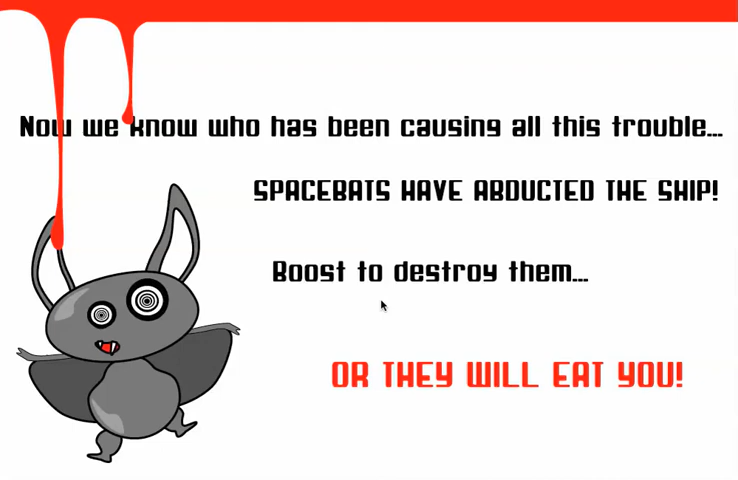 Now we know who has been causing all this trouble...
SPACEBATS HAVE ABDUCTED THE SHIP!
Boost to destroy them...
OR THEY WILL EAT YOU!